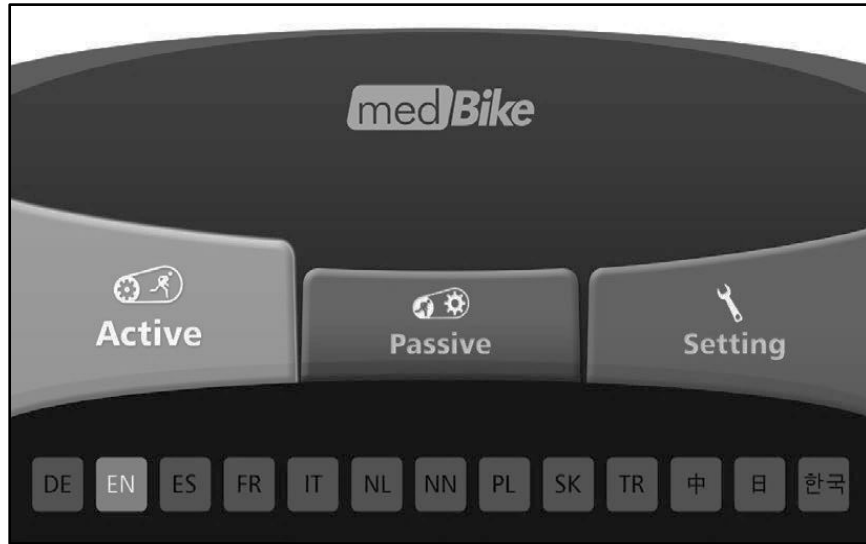 medBike
Active
Passive
Setting
DE EN ES FR IT NL NN PL SK TR 中 日 한국